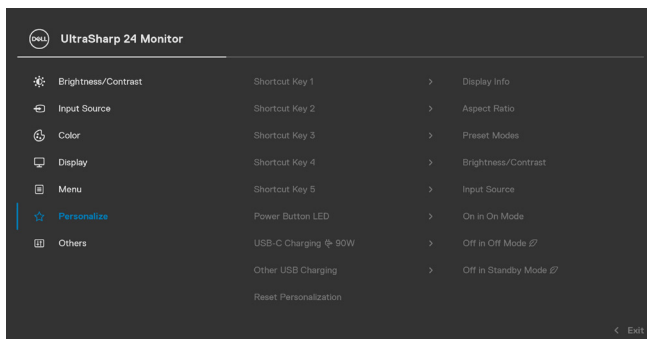 DELL UltraSharp 24 Monitor
Brightness/Contrast Shortcut Key 1 > Display Info
Input Source Shortcut Key 2 > Aspect Ratio
Color Shortcut Key 3 > Preset Modes
Display Shortcut Key 4 > Brightness/Contrast
Menu Shortcut Key 5 > Input Source
Personalize Power Button LED > On in On Mode
Others USB-C Charging 90W > Off in Off Mode
Other USB Charging > Off in Standby Mode
Reset Personalization
< Exit